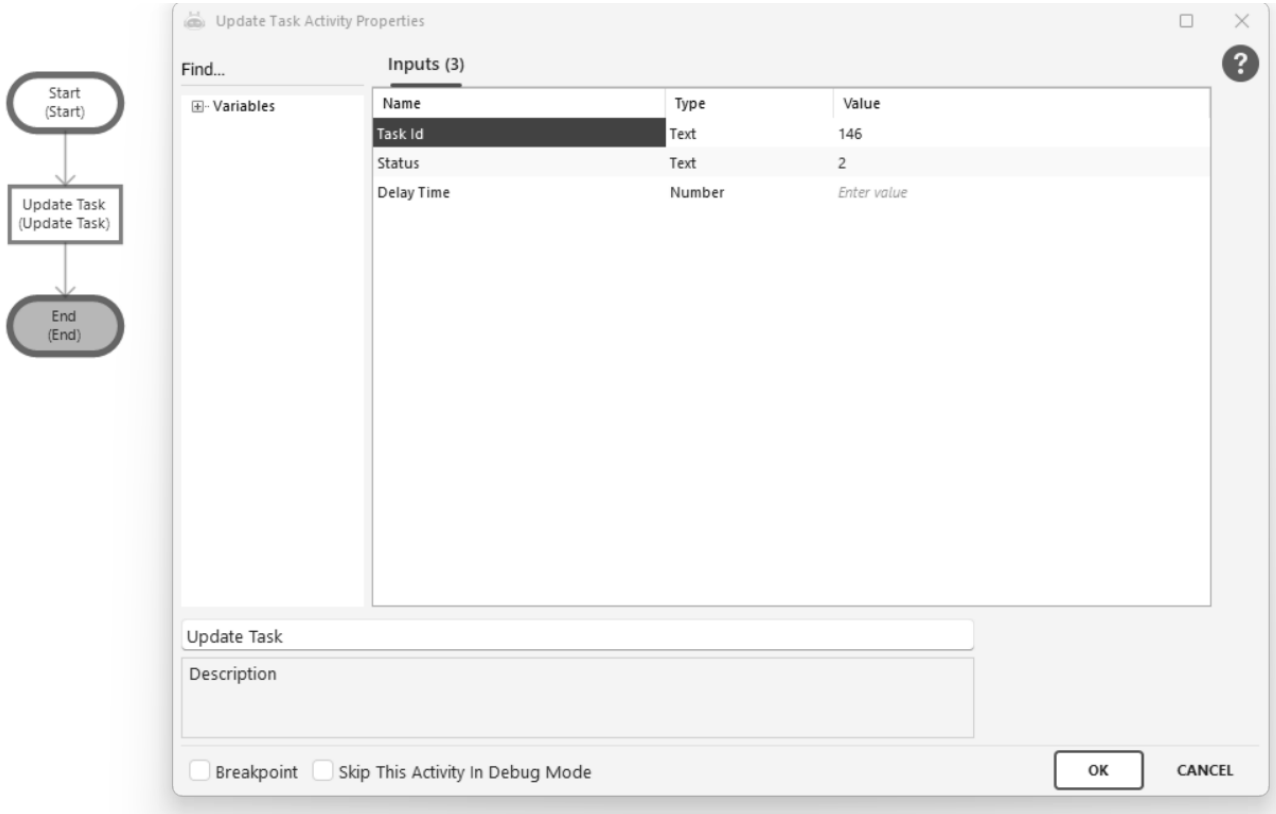 Update Task Activity Properties
Find...
Inputs (3)
?
Start
(Start)
Variables
Name Type Value
Task Id Text 146
Status Text 2
Delay Time Number Enter value
Update Task
(Update Task)
End
(End)
Update Task
Description
Breakpoint Skip This Activity In Debug Mode OK CANCEL